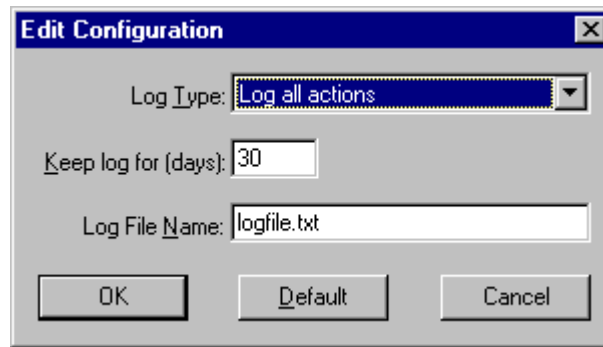 Edit Configuration
Log Type: Log all actions
Keep log for (days): 30
Log File Name: logfile.txt
OK Default Cancel